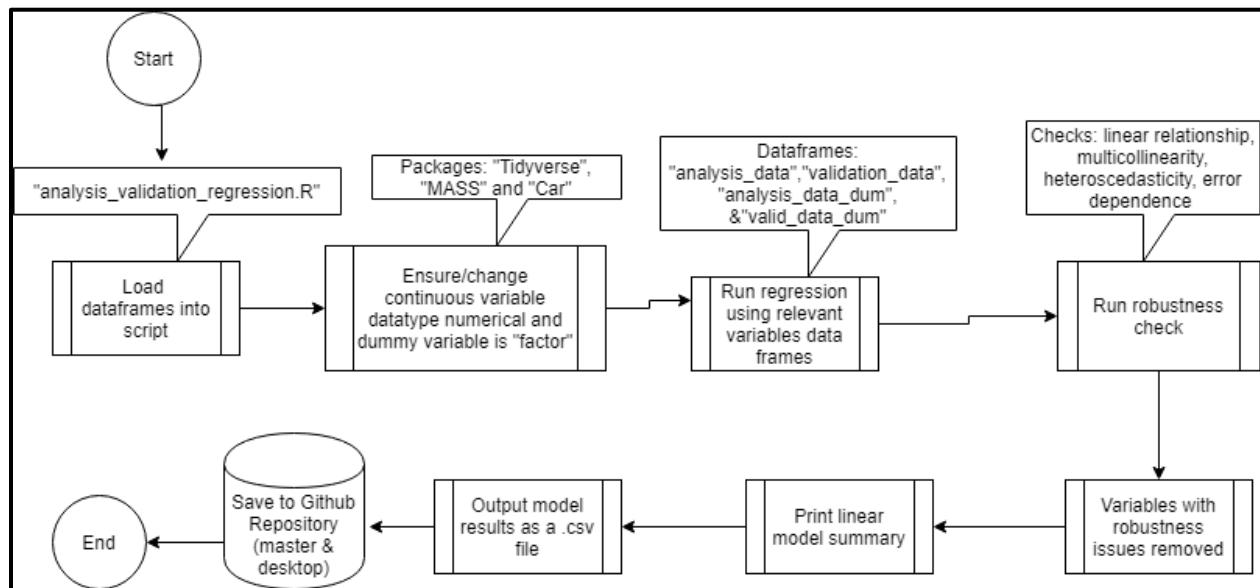 Start
"analysis_validation_regression.R"
Load
dataframes into
script
Packages: "Tidyverse",
"MASS" and "Car"
Ensure/change
continuous variable
datatype numerical and
dummy variable is "factor"
Dataframes:
"analysis_data","validation_data",
"analysis_data_dum",
&"valid_data_dum"
Run regression
using relevant
variables data
frames
Checks: linear relationship,
multicollinearity,
heteroscedasticity, error
dependence
Run robustness
check
Variables with
robustness
issues removed
Print linear
model summary
Output model
results as a .csv
file
Save to Github
Repository
(master &
desktop)
End